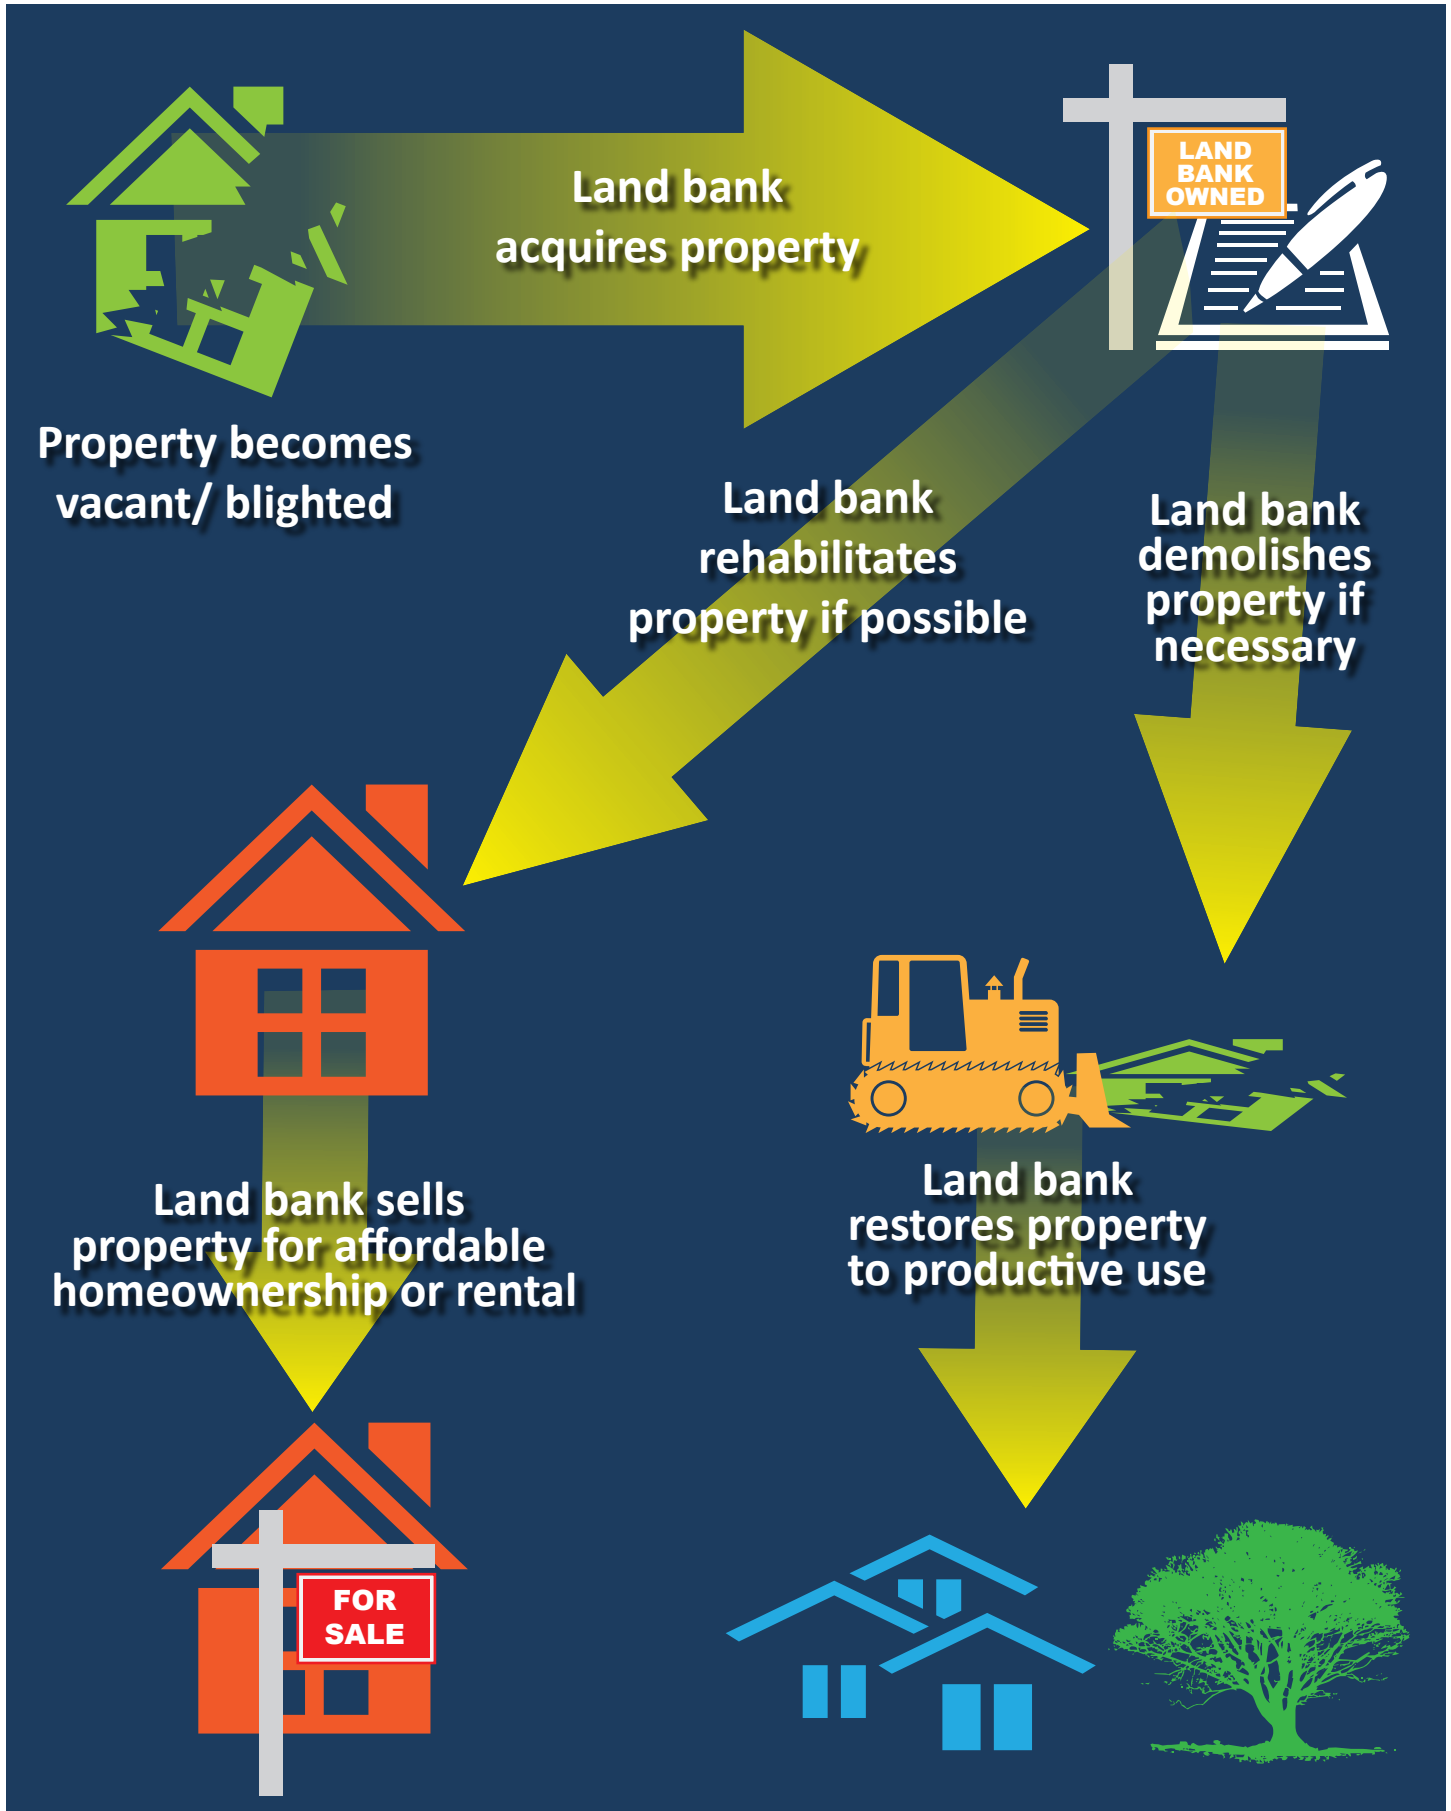 Land bank
acquires property
LAND
BANK
OWNED
Property becomes
vacant/ blighted
Land bank
rehabilitates
property if possible
Land bank
demolishes
property if
necessary
Land bank sells
property for affordable
homeownership or rental
Land bank
restores property
to productive use
FOR
SALE